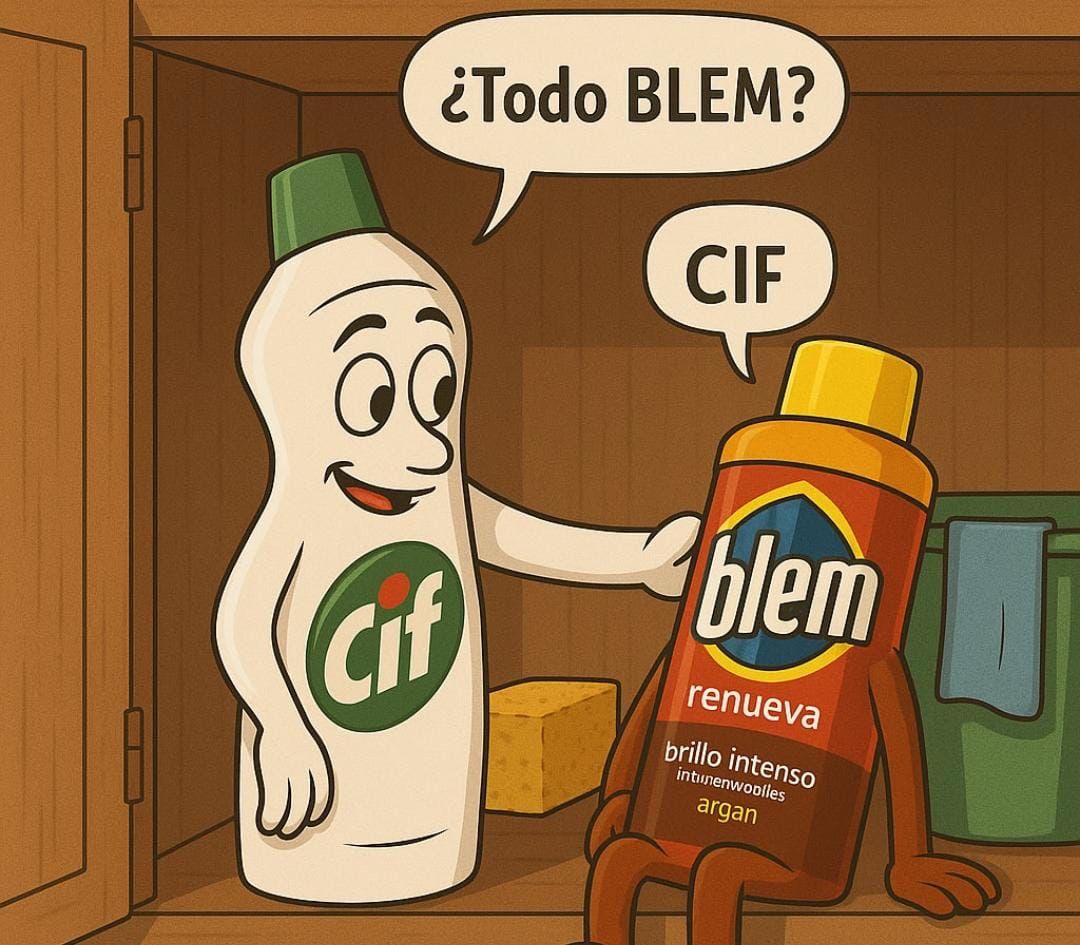 ¿Todo BLEM?
CIF
Cif
blem
renueva
brillo intenso
argan